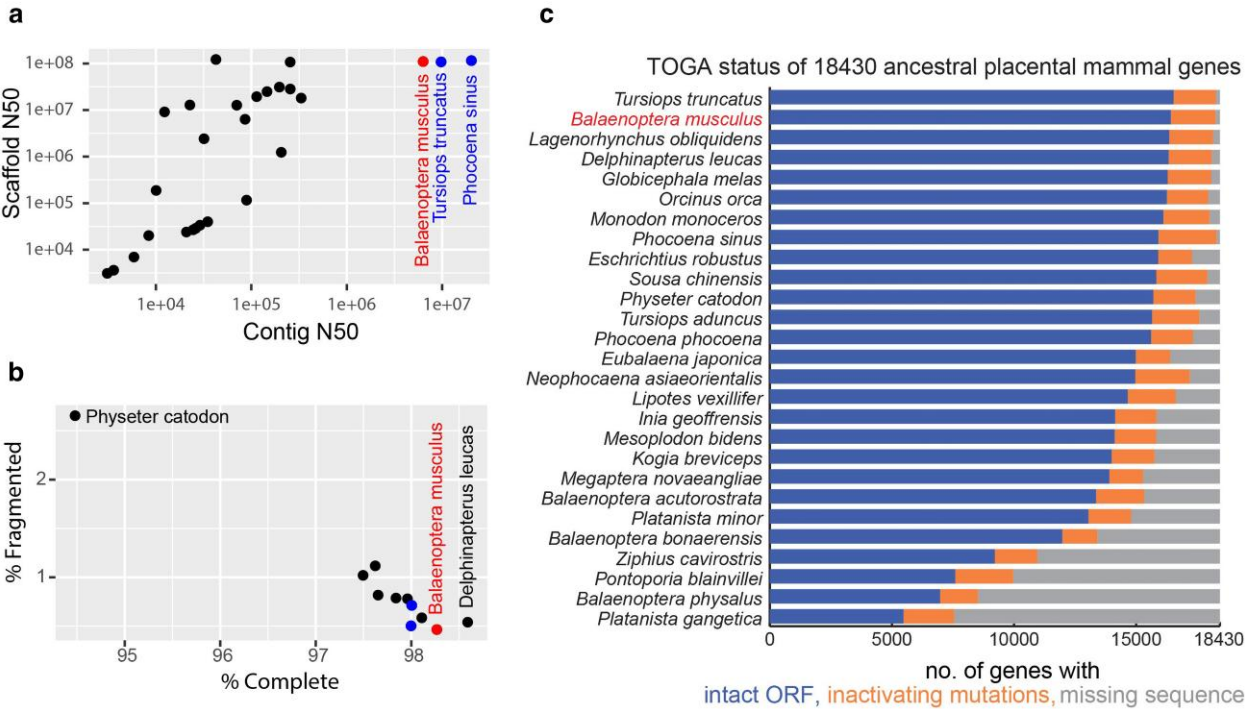 a
Scaffold N50
1e+08
1e+07
1e+06
1e+05
1e+04
Balaenoptera musculus
Tursiops truncatus
Phocoena sinus
1e+04 1e+05 1e+06 1e+07
Contig N50
b
% Fragmented
2
1
Physeter catodon
Balaenoptera musculus
Delphinapterus leucas
95 96 97 98
% Complete
c
TOGA status of 18430 ancestral placental mammal genes
Tursiops truncatus
Balaenoptera musculus
Lagenorhynchus obliquidens
Delphinapterus leucas
Globicephala melas
Orcinus orca
Monodon monoceros
Phocoena sinus
Eschrichtius robustus
Sousa chinensis
Physeter catodon
Tursiops aduncus
Phocoena phocoena
Eubalaena japonica
Neophocaena asiaeorientalis
Lipotes vexillifer
Inia geoffrensis
Mesoplodon bidens
Kogia breviceps
Megaptera novaeangliae
Balaenoptera acutorostrata
Platanista minor
Balaenoptera bonaerensis
Ziphius cavirostris
Pontoporia blainvillei
Balaenoptera physalus
Platanista gangetica
0 5000 10000 15000 18430
no. of genes with
intact ORF, inactivating mutations, missing sequence